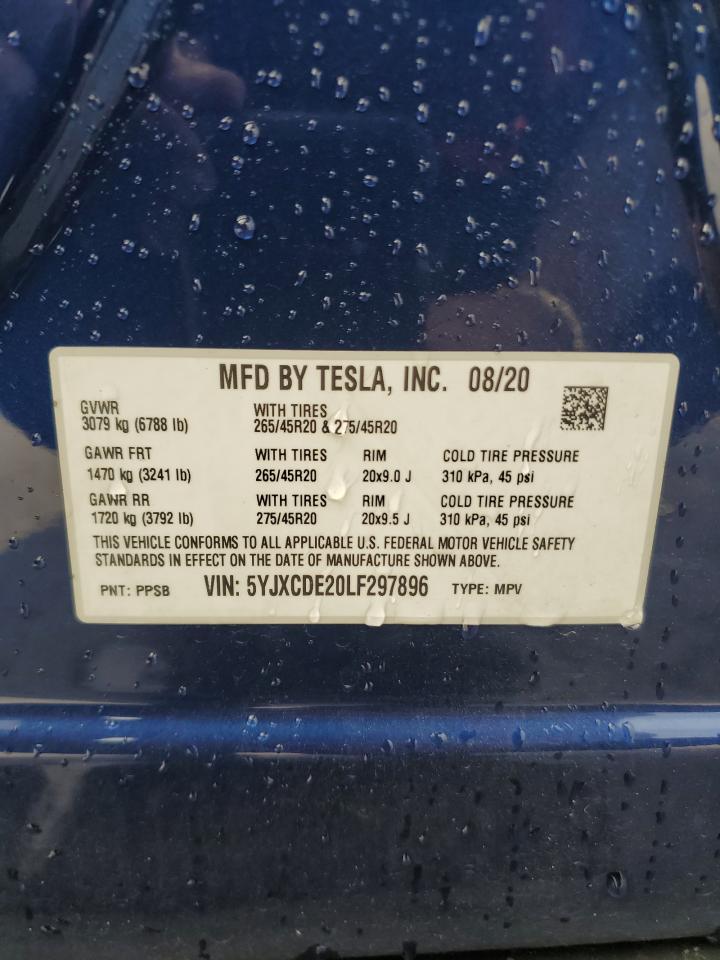 MFD BY TESLA, INC. 08/20
GVWR WITH TIRES
3079 kg (6788 lb) 265/45R20 & 275/45R20
GAWR FRT WITH TIRES RIM COLD TIRE PRESSURE
1470 kg (3241 lb) 265/45R20 20x9.0 J 310 kPa, 45 psi
GAWR RR WITH TIRES RIM COLD TIRE PRESSURE
1720 kg (3792 lb) 275/45R20 20x9.5 J 310 kPa, 45 psi
THIS VEHICLE CONFORMS TO ALL APPLICABLE U.S. FEDERAL MOTOR VEHICLE SAFETY
STANDARDS IN EFFECT ON THE DATE OF MANUFACTURE SHOWN ABOVE.
PNT: PPSB VIN: 5YJXCDE20LF297896 TYPE: MPV